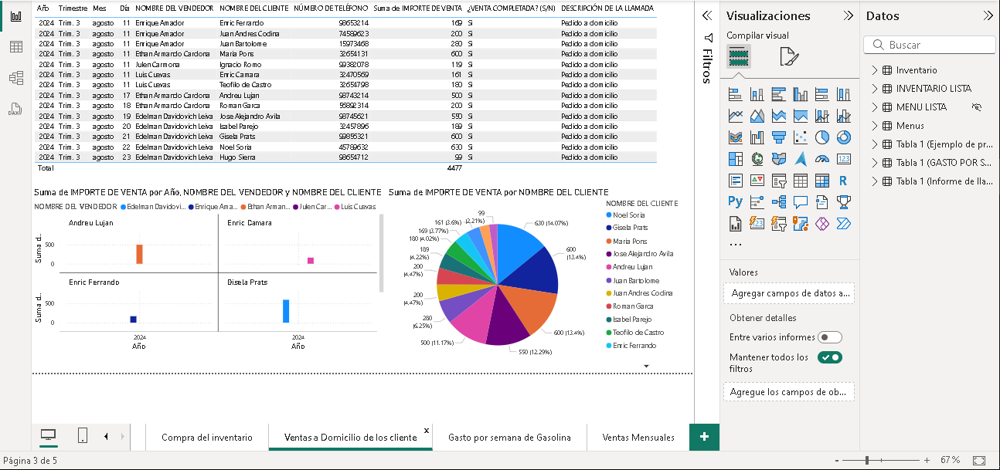 Año Trimestre Mes Día NOMBRE DEL VENDEDOR NOMBRE DEL CLIENTE NÚMERO DE TELÉFONO Suma de IMPORTE DE VENTA ¿VENTA COMPLETADA? (S/N) DESCRIPCIÓN DE LA LLAMADA
2024 Trim. 3 agosto 11 Enrique Amador Enric Ferrando 98653214 169 Sí Pedido a domicilio
2024 Trim. 3 agosto 11 Enrique Amador Juan Andres Codina 74589623 200 Sí Pedido a domicilio
2024 Trim. 3 agosto 11 Enrique Amador Juan Bartolome 15973468 280 Sí Pedido a domicilio
2024 Trim. 3 agosto 11 Ethan Armando Cardona Maria Pons 32654131 600 Sí Pedido a domicilio
2024 Trim. 3 agosto 11 Julen Carmona Ignacio Romo 99382078 119 Sí Pedido a domicilio
2024 Trim. 3 agosto 11 Luis Cuevas Enric Camara 32470569 161 Sí Pedido a domicilio
2024 Trim. 3 agosto 11 Luis Cuevas Teofilo de Castro 32654798 180 Sí Pedido a domicilio
2024 Trim. 3 agosto 17 Ethan Armando Cardona Andreu Lujan 98743214 500 Sí Pedido a domicilio
2024 Trim. 3 agosto 18 Ethan Armando Cardona Roman Garca 55892314 200 Sí Pedido a domicilio
2024 Trim. 3 agosto 19 Edelman Davidovich Leiva Jose Alejandro Avila 98745621 550 Sí Pedido a domicilio
2024 Trim. 3 agosto 20 Edelman Davidovich Leiva Isabel Parejo 32457896 189 Sí Pedido a domicilio
2024 Trim. 3 agosto 21 Edelman Davidovich Leiva Gisela Prats 99855321 600 Sí Pedido a domicilio
2024 Trim. 3 agosto 22 Edelman Davidovich Leiva Noel Soria 45789632 630 Sí Pedido a domicilio
2024 Trim. 3 agosto 23 Edelman Davidovich Leiva Hugo Sierra 98654712 99 Sí Pedido a domicilio
Total 4477
Suma de IMPORTE DE VENTA por Año, NOMBRE DEL VENDEDOR y NOMBRE DEL CLIENTE
NOMBRE DEL VENDEDOR Edelman Davidovi... Enrique Ama... Ethan Arman... Julen Car... Luis Cuevas
Andreu Lujan Enric Camara
Suma d...
500
0
Enric Ferrando Gisela Prats
Suma d...
500
0
2024 2024
Año Año
Suma de IMPORTE DE VENTA por NOMBRE DEL CLIENTE
630 (14.07%)
600
(13.4%)
600 (13.4%)
550 (12.29%)
500 (11.17%)
280
(6.25%)
200
(4.47%)
200
(4.47%)
189
(4.22%)
180 (4.02%)
169 (3.77%)
161 (3.6%)
99
(2.21%)
NOMBRE DEL CLIENTE
Noel Soria
Gisela Prats
Maria Pons
Jose Alejandro Avila
Andreu Lujan
Juan Bartolome
Juan Andres Codina
Roman Garca
Isabel Parejo
Teofilo de Castro
Enric Ferrando
Filtros
Visualizaciones
Compilar visual
123
R
Py
123
...
Valores
Agregar campos de datos a...
Obtener detalles
Entre varios informes
Mantener todos los
filtros
Agregue los campos de ob...
Datos
Buscar
Inventario
INVENTARIO LISTA
MENU LISTA
Menus
Tabla 1 (Ejemplo de pr...
Tabla 1 (GASTO POR S...
Tabla 1 (Informe de lla...
DAX
Compra del inventario
Ventas a Domicilio de los cliente x
Gasto por semana de Gasolina
Ventas Mensuales
+
Página 3 de 5
- + 67 %